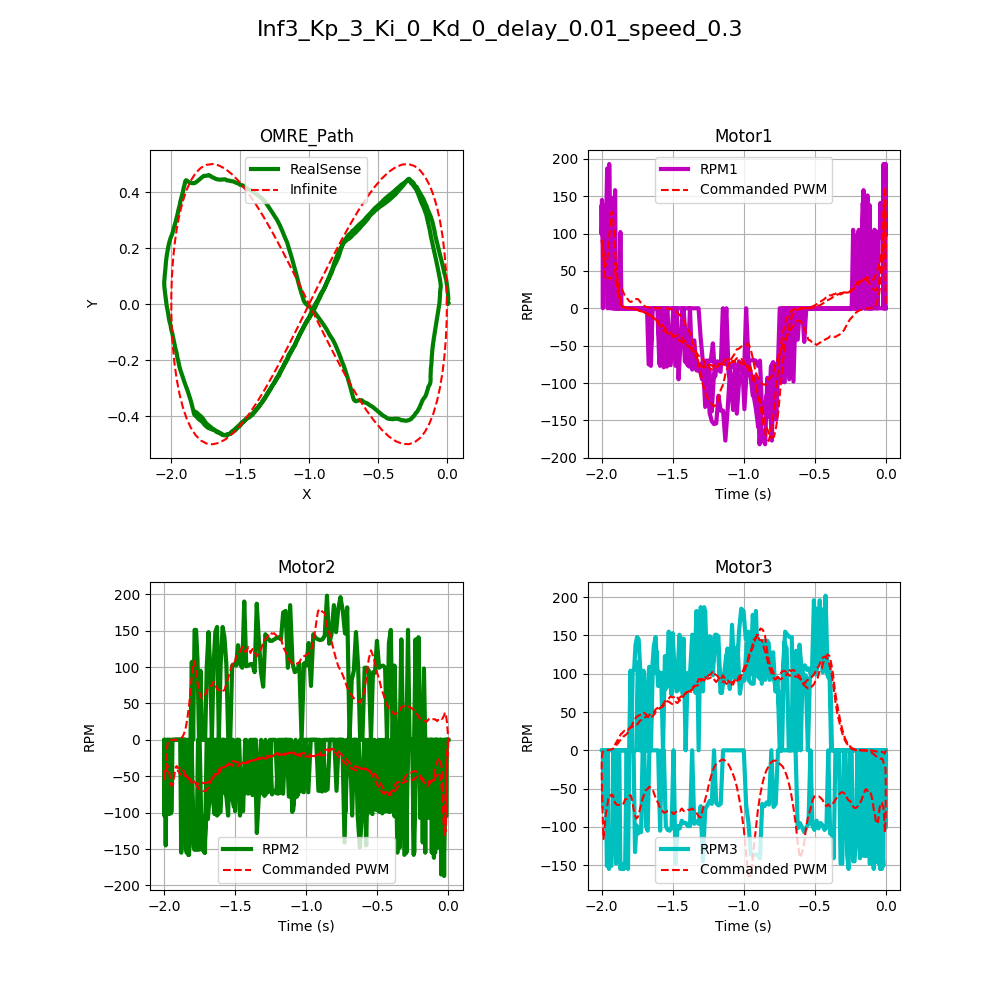 Inf3_Kp_3_Ki_0_Kd_0_delay_0.01_speed_0.3
OMRE_Path
RealSense
Infinite
0.4
0.2
0.0
−0.2
−0.4
Y
−2.0 −1.5 −1.0 −0.5 0.0
X
Motor1
RPM1
Commanded PWM
200
150
100
50
0
−50
−100
−150
−200
RPM
−2.0 −1.5 −1.0 −0.5 0.0
Time (s)
Motor2
200
150
100
50
0
−50
−100
−150
−200
RPM
RPM2
Commanded PWM
−2.0 −1.5 −1.0 −0.5 0.0
Time (s)
Motor3
200
150
100
50
0
−50
−100
−150
RPM
RPM3
Commanded PWM
−2.0 −1.5 −1.0 −0.5 0.0
Time (s)